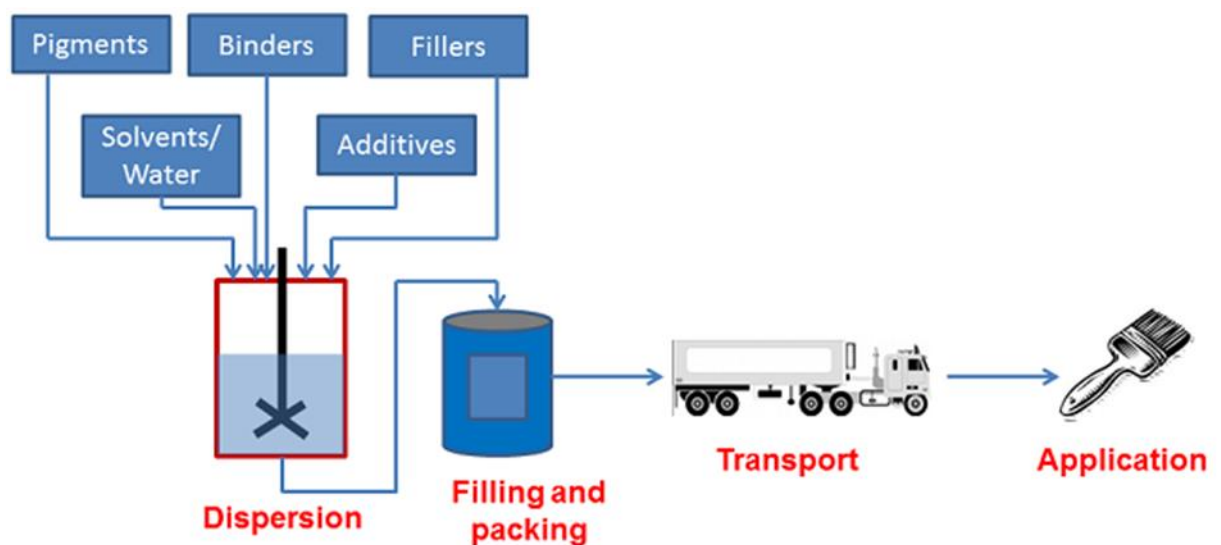 Pigments
Binders
Fillers
Solvents/
Water
Additives
Dispersion
Filling and
packing
Transport
Application